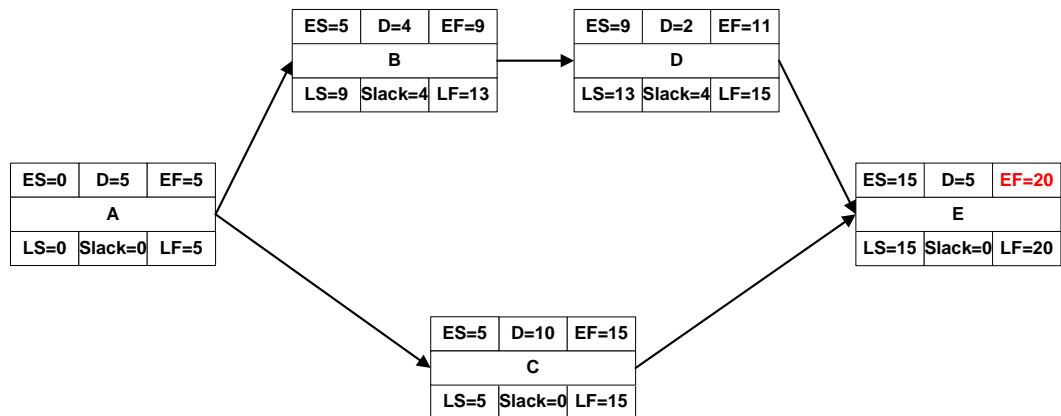 ES=5 D=4 EF=9
B
LS=9 Slack=4 LF=13
ES=9 D=2 EF=11
D
LS=13 Slack=4 LF=15
ES=0 D=5 EF=5
A
LS=0 Slack=0 LF=5
ES=15 D=5 EF=20
E
LS=15 Slack=0 LF=20
ES=5 D=10 EF=15
C
LS=5 Slack=0 LF=15